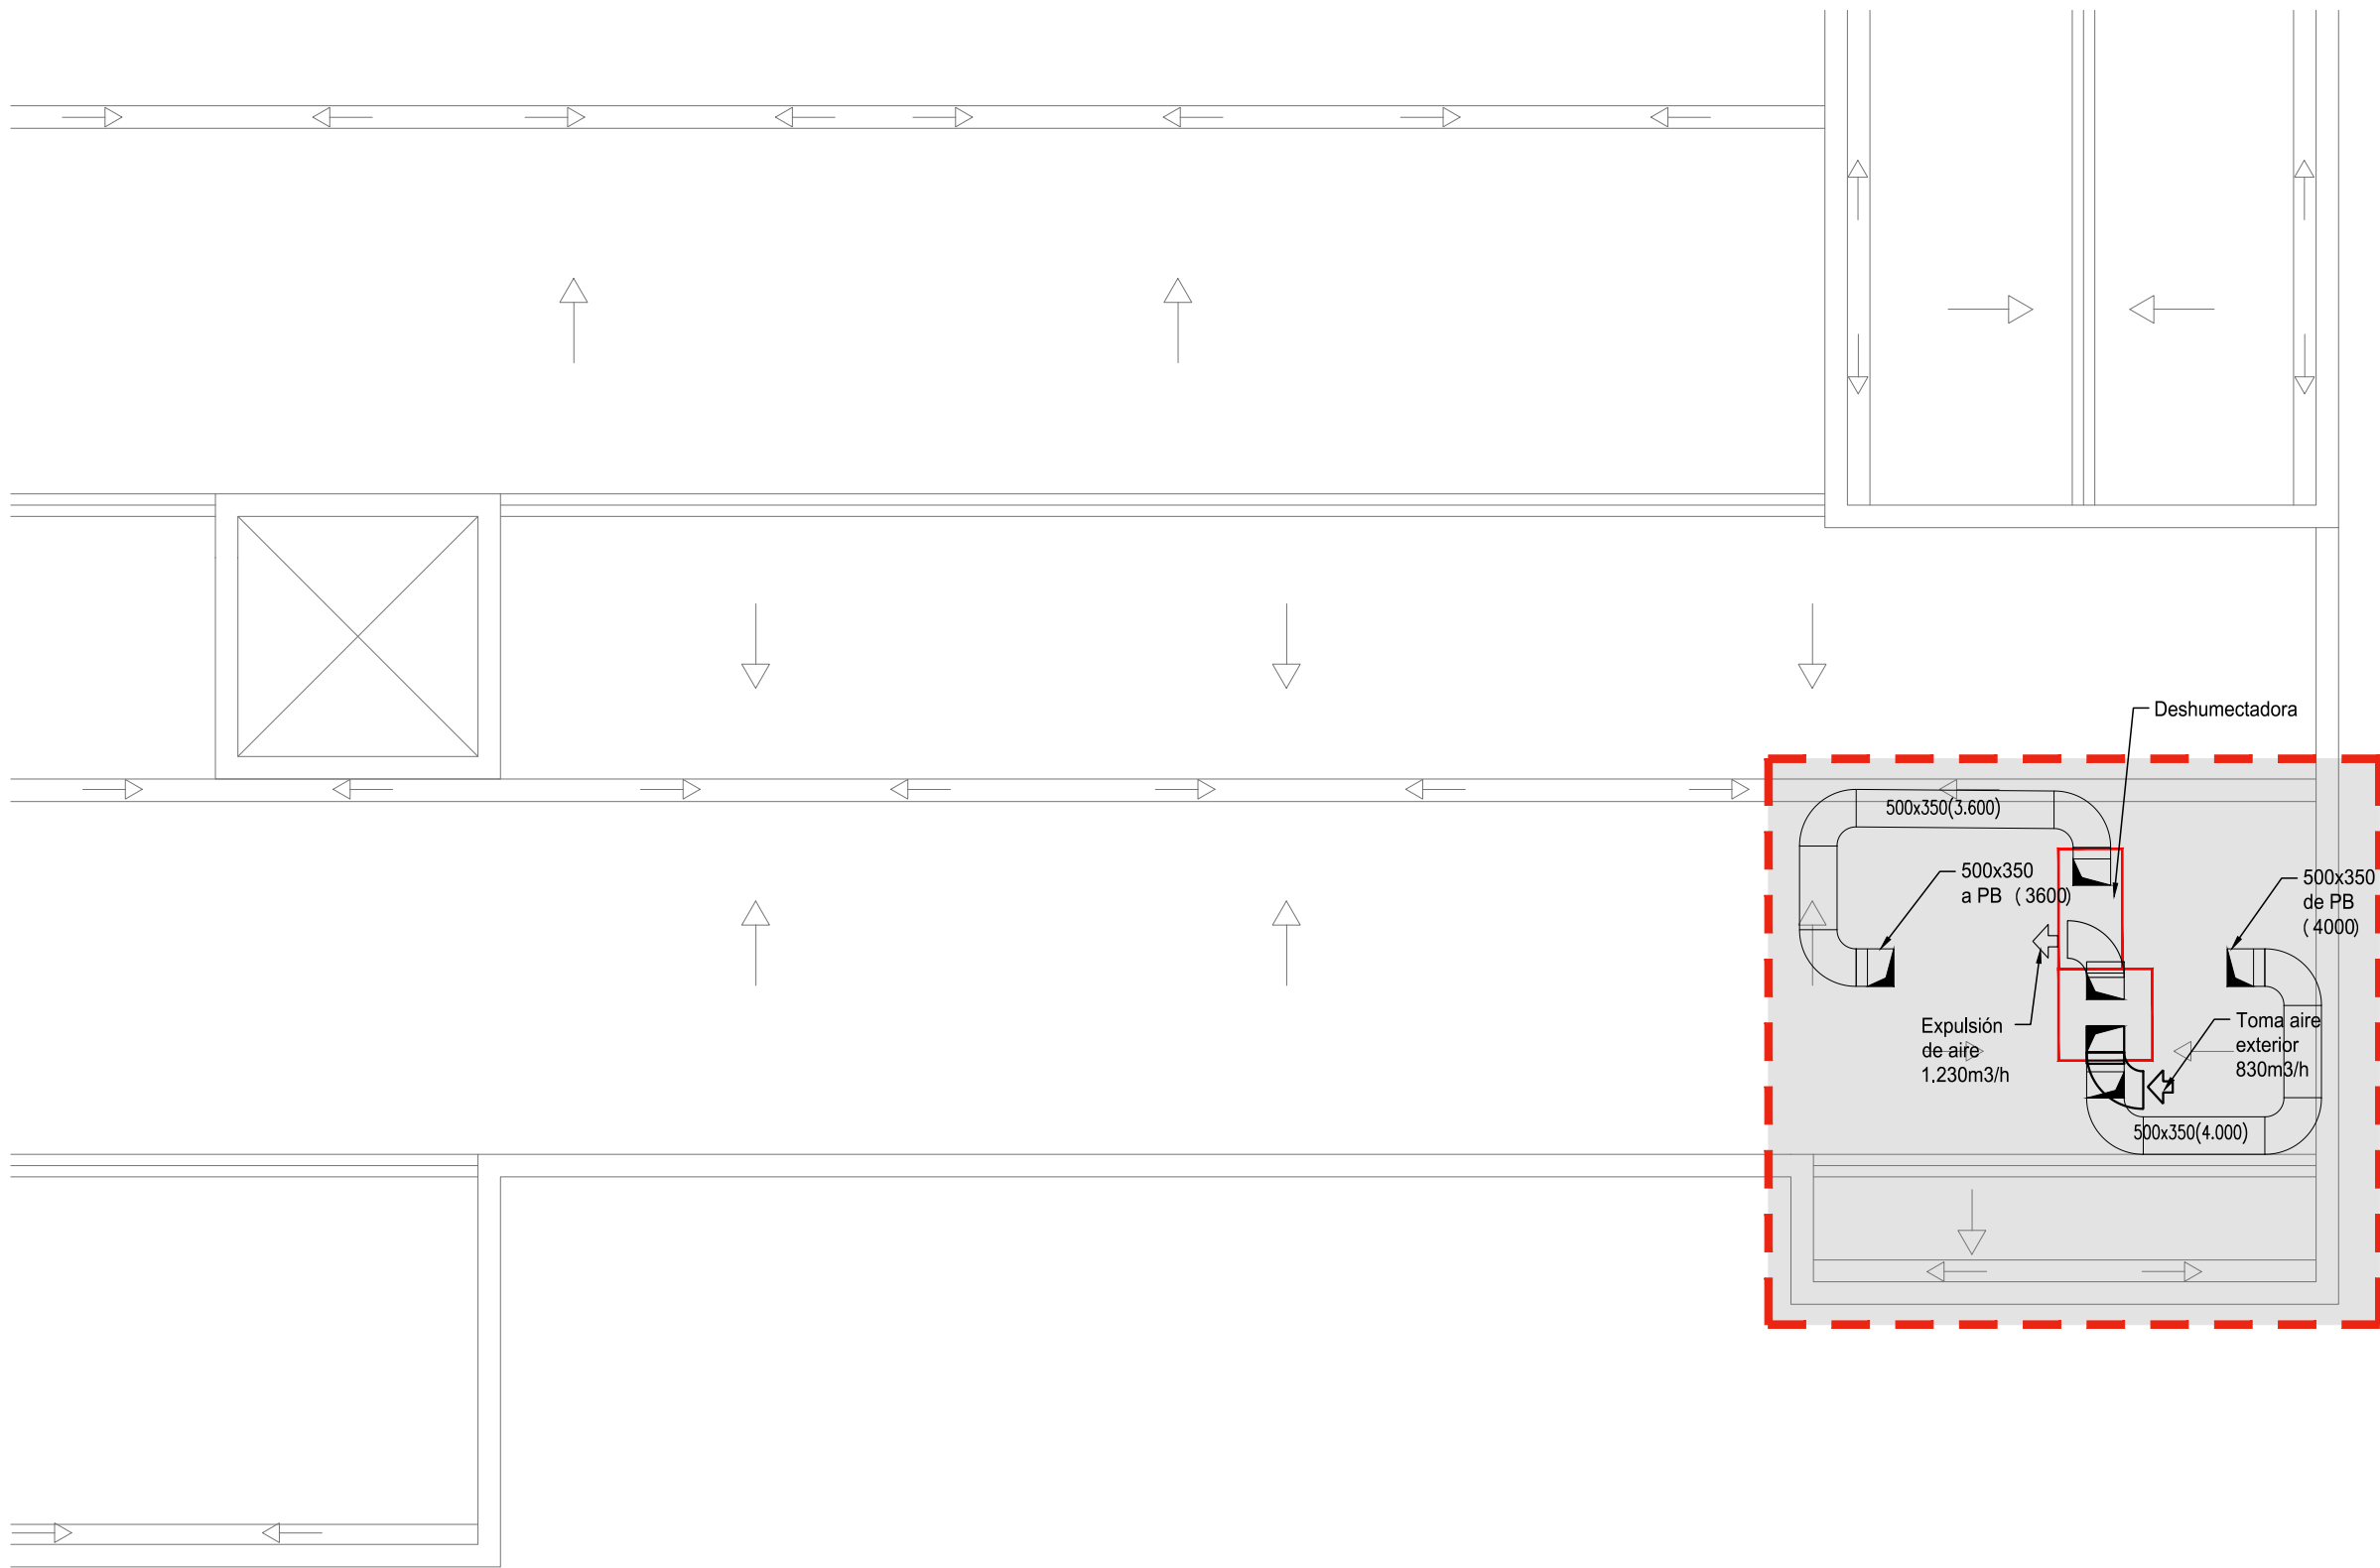 Deshumectadora
500x350(3.600)
500x350
a PB ( 3600)
500x350
de PB
( 4000)
Expulsión
de aire
1.230m3/h
Toma aire
exterior
830m3/h
500x350(4.000)